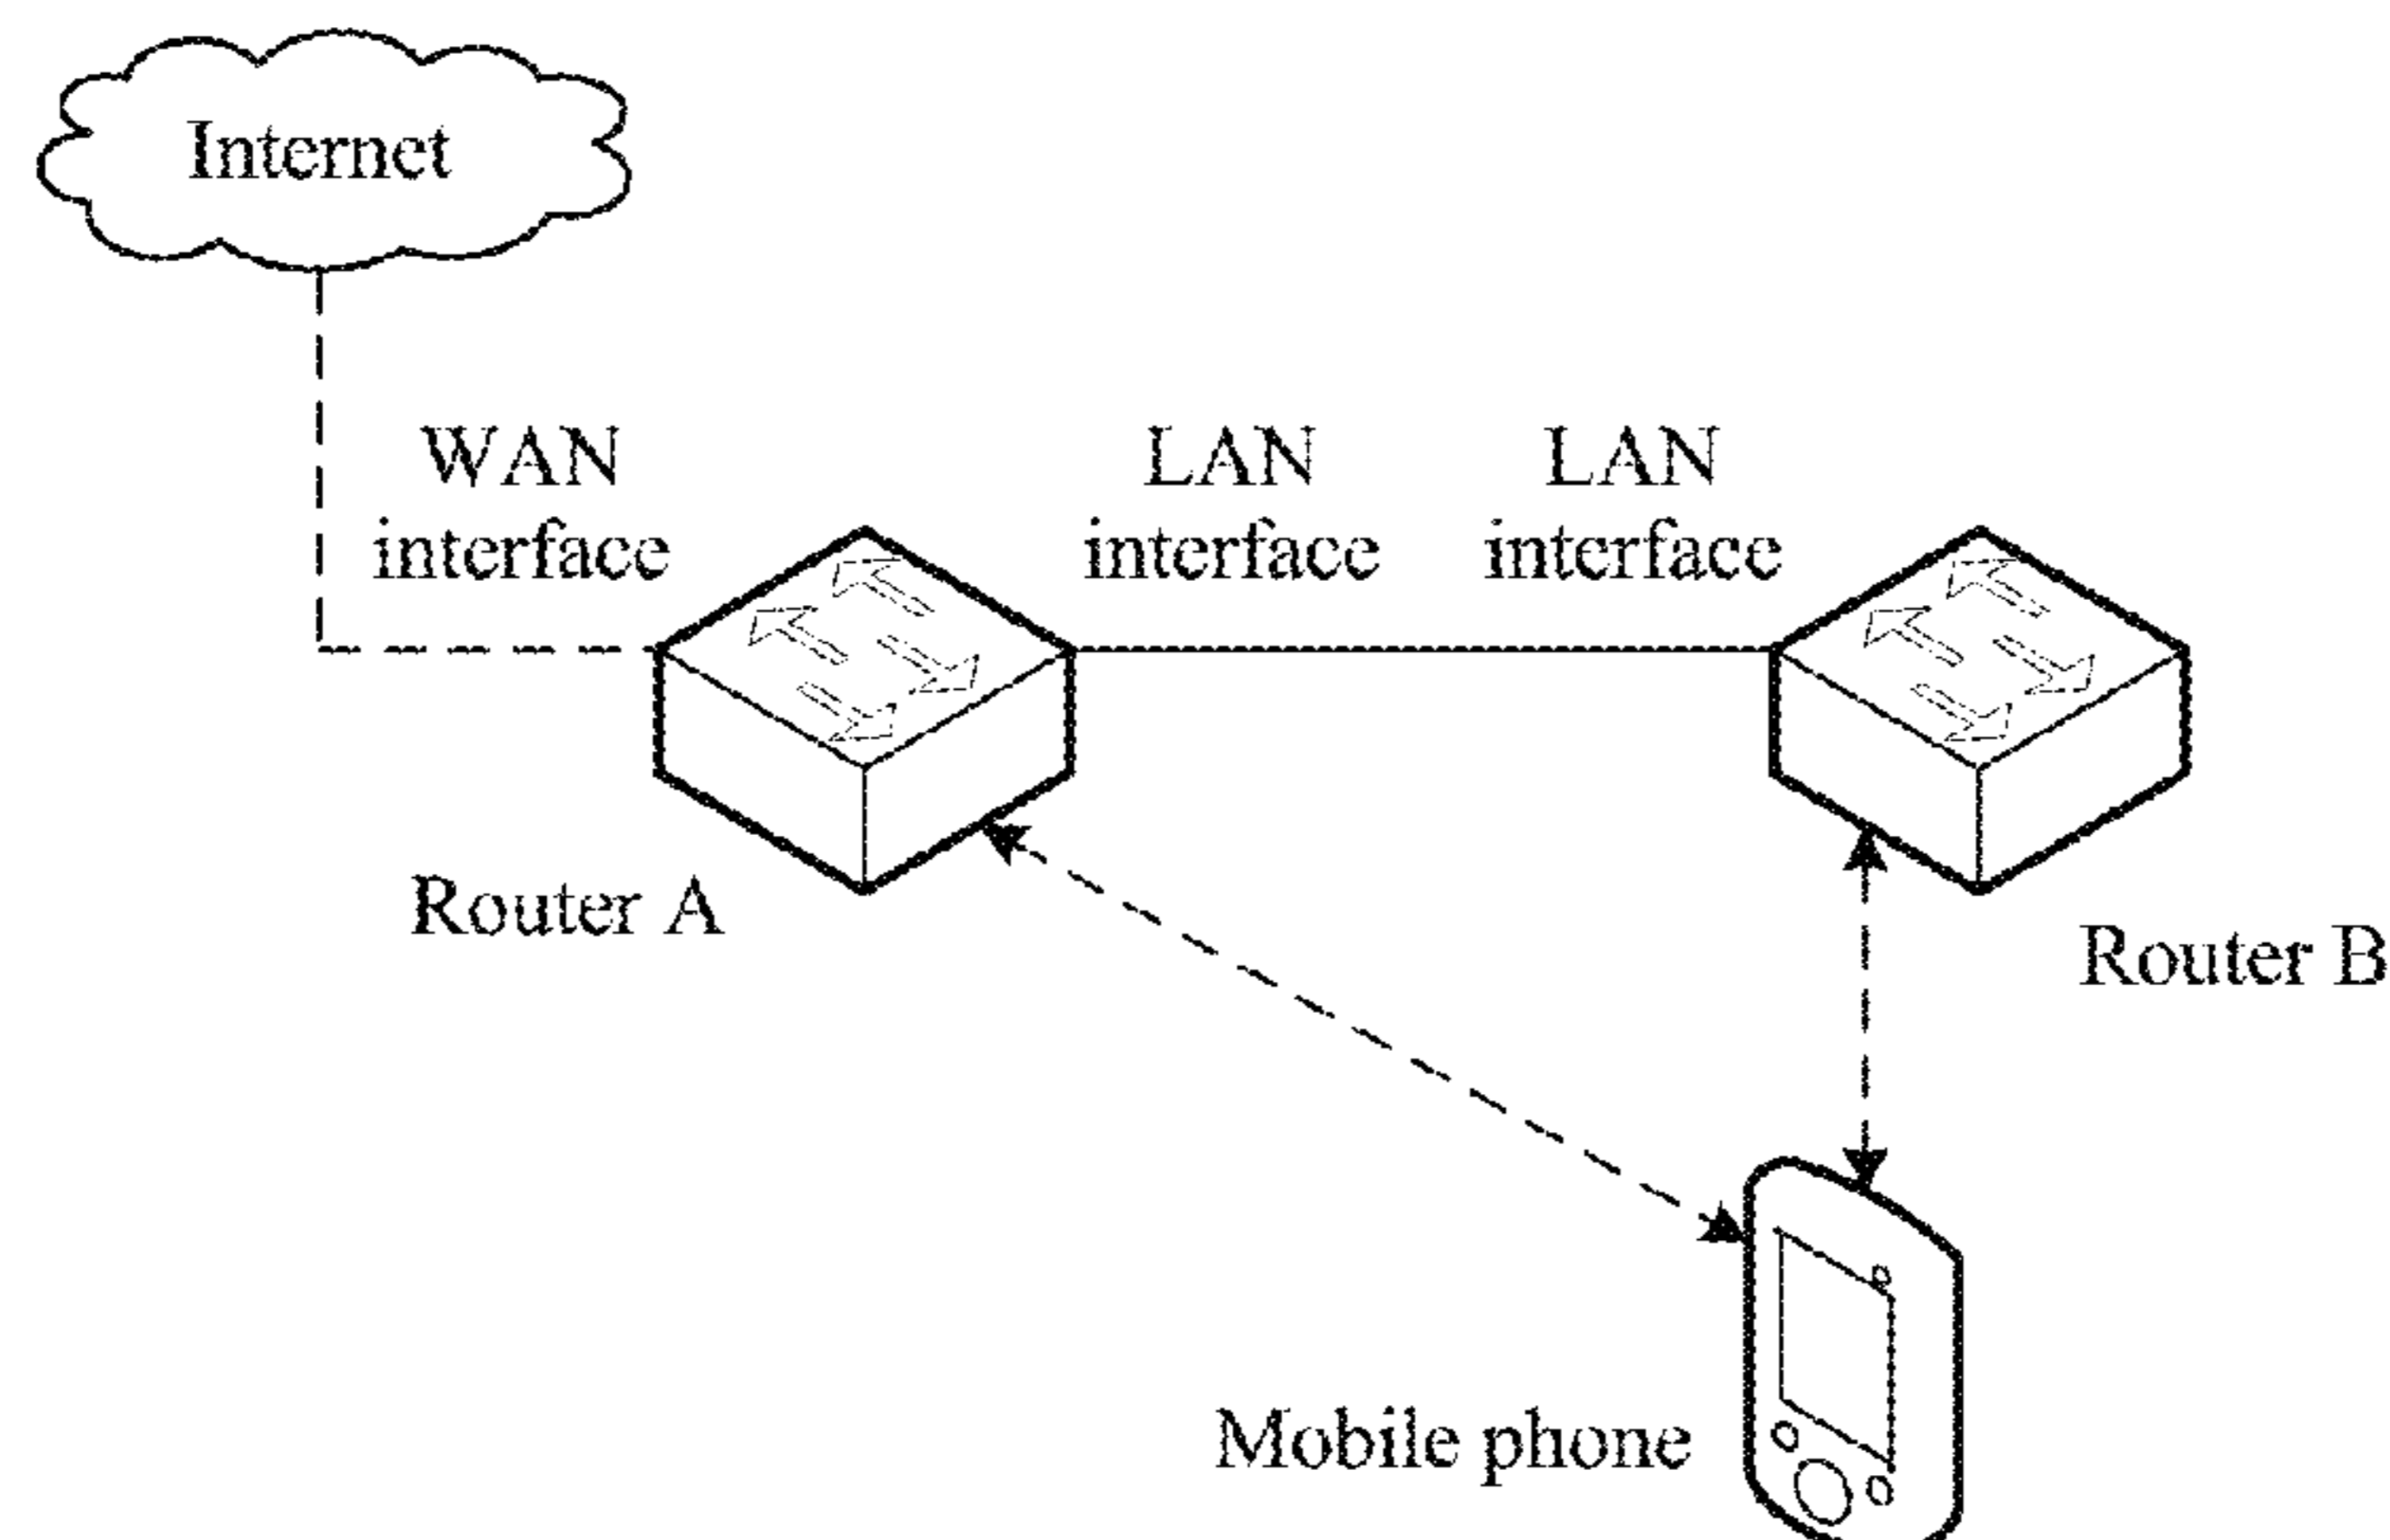 Internet
WAN
interface
LAN
interface
LAN
interface
Router A
Router B
Mobile phone